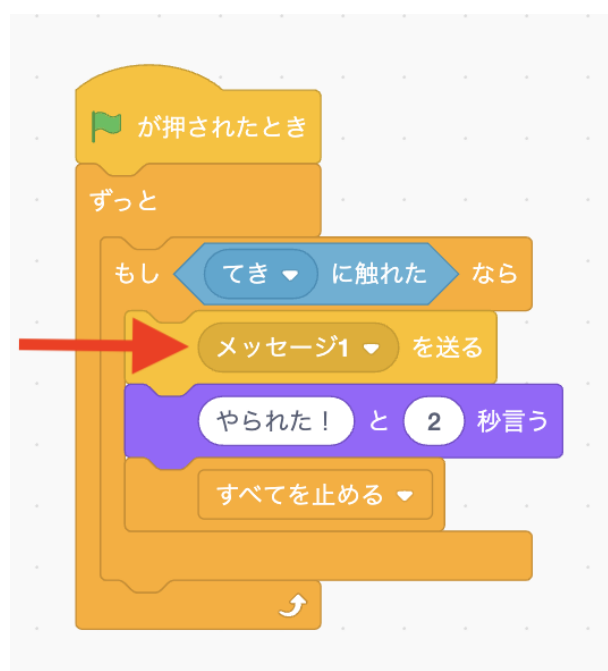 が押されたとき
ずっと
もし てき に触れた なら
メッセージ1 を送る
やられた！ と 2 秒言う
すべてを止める